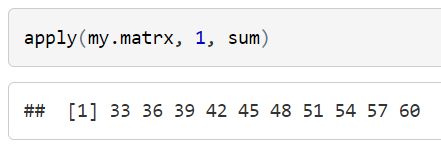 apply(my.matrx, 1, sum)
##  [1] 33 36 39 42 45 48 51 54 57 60